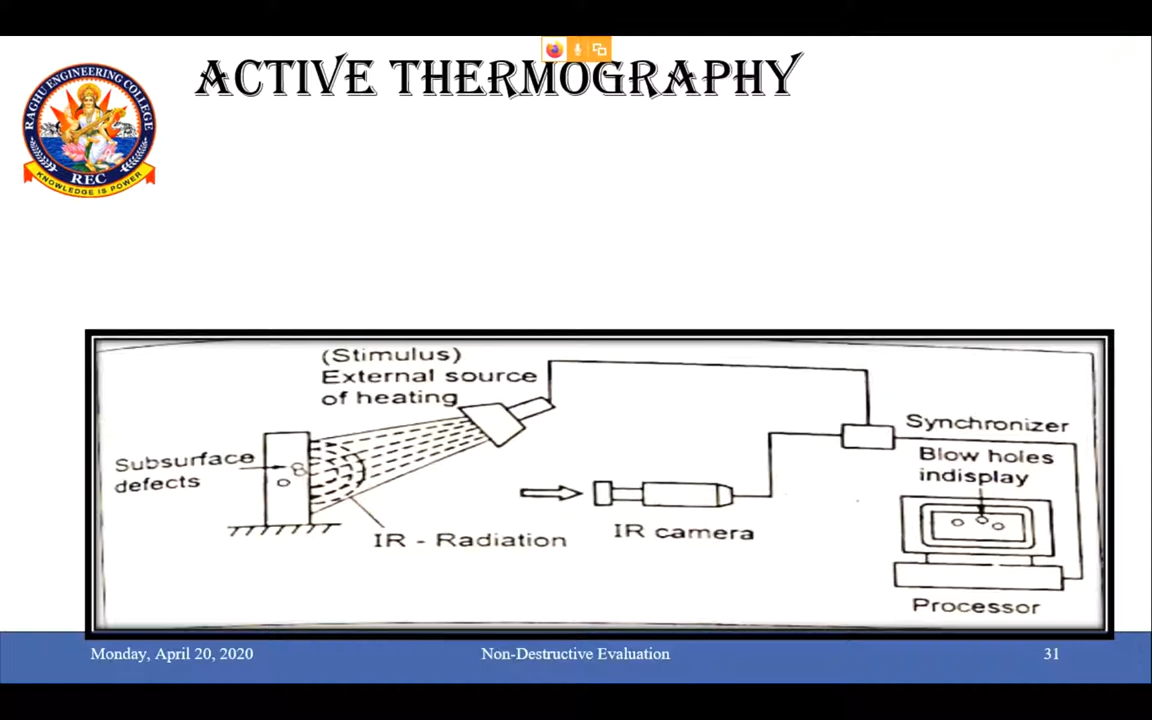 ACTIVE THERMOGRAPHY
RAGHU ENGINEERING COLLEGE
REC
KNOWLEDGE IS POWER
(Stimulus)
External source
of heating
Subsurface
defects
IR - Radiation
IR camera
Synchronizer
Blow holes
indisplay
Processor
Monday, April 20, 2020
Non-Destructive Evaluation
31